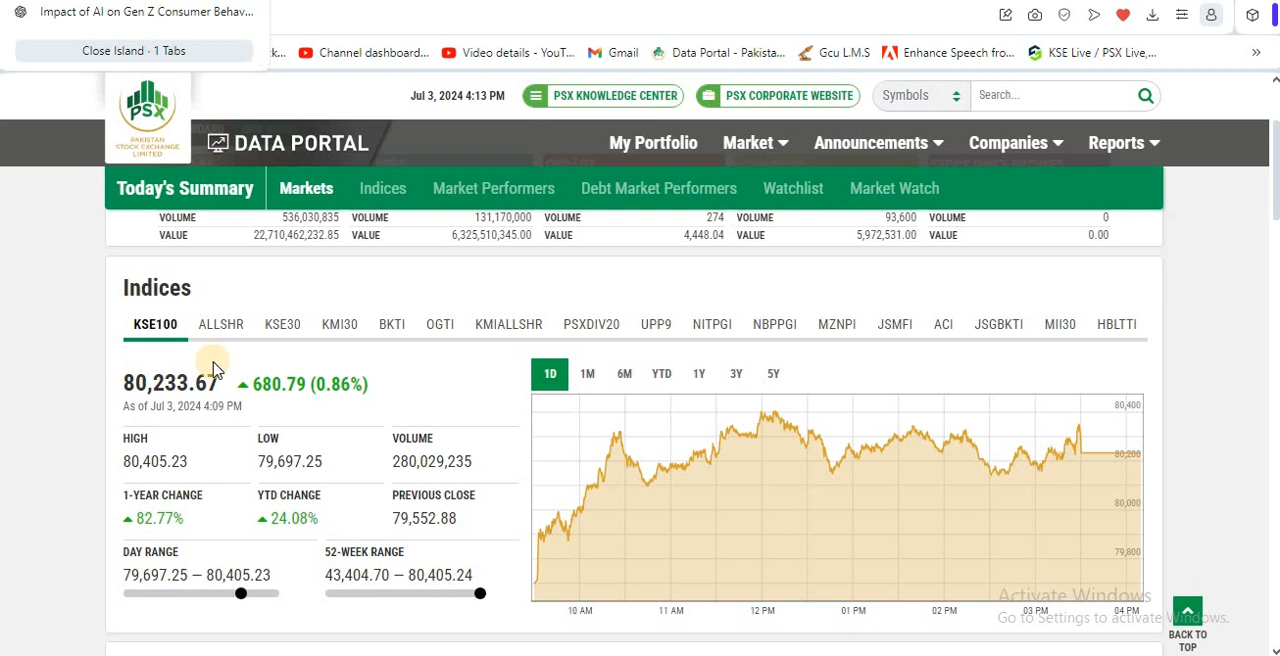 Impact of AI on Gen Z Consumer Behav...
Close Island · 1 Tabs
ck... Channel dashboard... Video details - YouT... Gmail Data Portal - Pakista... Gcu L.M.S Enhance Speech fro... KSE Live / PSX Live,... »
PSX
PAKISTAN
STOCK EXCHANGE
LIMITED
Jul 3, 2024 4:13 PM PSX KNOWLEDGE CENTER PSX CORPORATE WEBSITE Symbols Search...
DATA PORTAL My Portfolio Market Announcements Companies Reports
Today's Summary Markets Indices Market Performers Debt Market Performers Watchlist Market Watch
VOLUME 536,030,835 VOLUME 131,170,000 VOLUME 274 VOLUME 93,600 VOLUME 0
VALUE 22,710,462,232.85 VALUE 6,325,510,345.00 VALUE 4,448.04 VALUE 5,972,531.00 VALUE 0.00
Indices
KSE100 ALLSHR KSE30 KMI30 BKTI OGTI KMIALLSHR PSXDIV20 UPP9 NITPGI NBPPGI MZNPI JSMFI ACI JSGBKTI MII30 HBLTTI
80,233.67 680.79 (0.86%)
As of Jul 3, 2024 4:09 PM
HIGH LOW VOLUME
80,405.23 79,697.25 280,029,235
1-YEAR CHANGE YTD CHANGE PREVIOUS CLOSE
82.77% 24.08% 79,552.88
DAY RANGE 52-WEEK RANGE
79,697.25 — 80,405.23 43,404.70 — 80,405.24
1D 1M 6M YTD 1Y 3Y 5Y
80,400
80,200
80,000
79,800
10 AM 11 AM 12 PM 01 PM 02 PM 03 PM 04 PM
Activate Windows
Go to Settings to activate Windows.
BACK TO
TOP